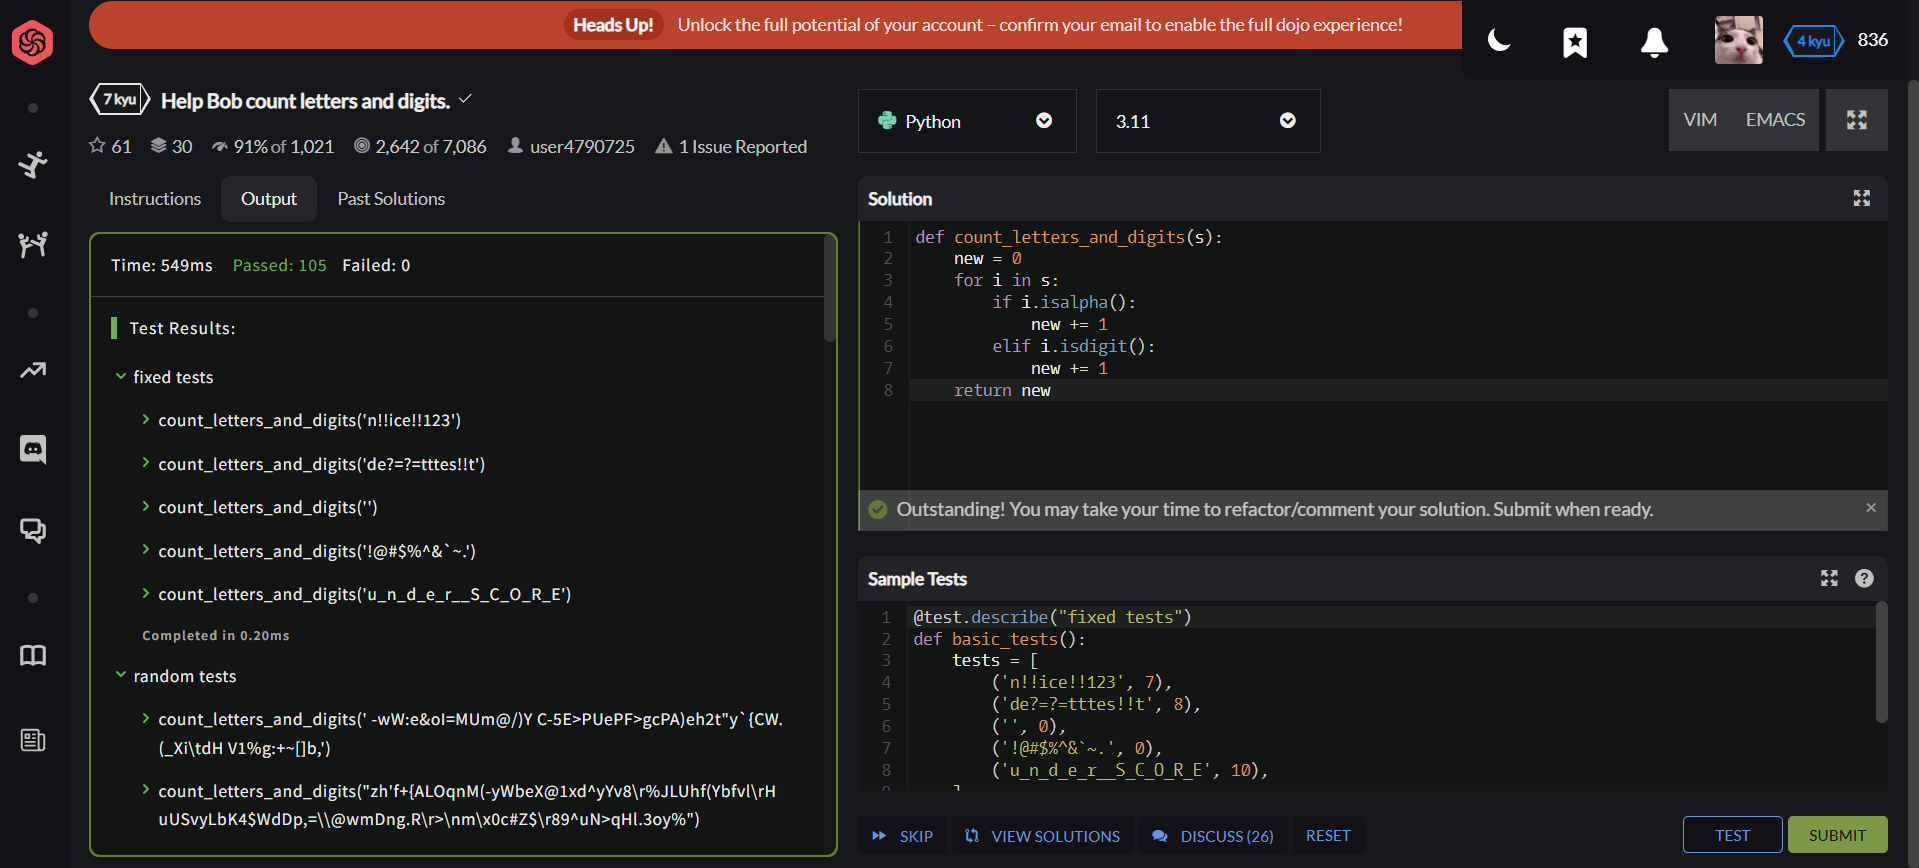 Heads Up! Unlock the full potential of your account – confirm your email to enable the full dojo experience!
4 kyu 836
7 kyu Help Bob count letters and digits.
61 30 91% of 1,021 2,642 of 7,086 user4790725 1 Issue Reported
Instructions Output Past Solutions
Time: 549ms Passed: 105 Failed: 0
Test Results:
fixed tests
count_letters_and_digits('n!!ice!!123')
count_letters_and_digits('de?=?=tttes!!t')
count_letters_and_digits('')
count_letters_and_digits('!@#$%^&`~.')
count_letters_and_digits('u_n_d_e_r__S_C_O_R_E')
Completed in 0.20ms
random tests
count_letters_and_digits(' -wW:e&oI=MUm@/)Y C-5E>PUePF>gcPA)eh2t"y`{CW.
(_Xi\tdH V1%g:+~[]b,')
count_letters_and_digits("zh'f+{ALOqnM(-yWbeX@1xd^yYv8\r%JLUhf(Ybfvl\rH
uUSvyLbK4$WdDp,=\\@wmDng.R\r>\nm\x0c#Z$\r89^uN>qHl.3oy%")
Python 3.11 VIM EMACS
Solution
1 def count_letters_and_digits(s):
2 new = 0
3 for i in s:
4 if i.isalpha():
5 new += 1
6 elif i.isdigit():
7 new += 1
8 return new
Outstanding! You may take your time to refactor/comment your solution. Submit when ready.
Sample Tests
1 @test.describe("fixed tests")
2 def basic_tests():
3 tests = [
4 ('n!!ice!!123', 7),
5 ('de?=?=tttes!!t', 8),
6 ('', 0),
7 ('!@#$%^&`~.', 0),
8 ('u_n_d_e_r__S_C_O_R_E', 10),
SKIP VIEW SOLUTIONS DISCUSS (26) RESET TEST SUBMIT